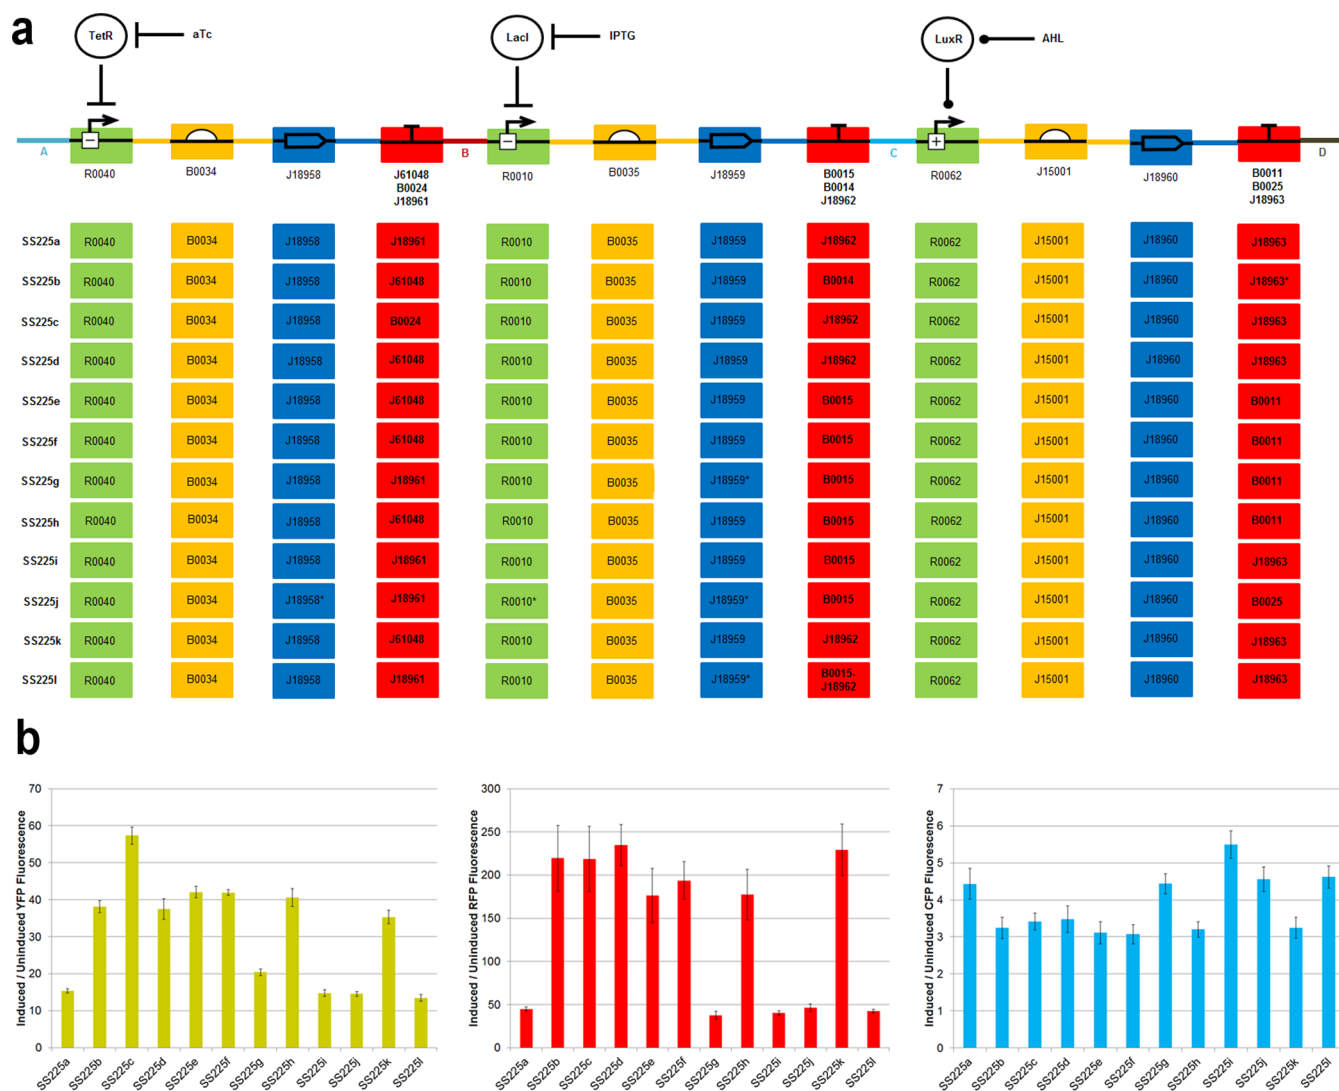 a
TetR aTc LacI IPTG LuxR AHL
− − +
A B C D
R0040 B0034 J18958 J61048 R0010 B0035 J18959 B0015 R0062 J15001 J18960 B0011
B0024 B0014 B0025
J18961 J18962 J18963
SS225a R0040 B0034 J18958 J18961 R0010 B0035 J18959 J18962 R0062 J15001 J18960 J18963
SS225b R0040 B0034 J18958 J61048 R0010 B0035 J18959 B0014 R0062 J15001 J18960 J18963*
SS225c R0040 B0034 J18958 B0024 R0010 B0035 J18959 J18962 R0062 J15001 J18960 J18963
SS225d R0040 B0034 J18958 J61048 R0010 B0035 J18959 J18962 R0062 J15001 J18960 J18963
SS225e R0040 B0034 J18958 J61048 R0010 B0035 J18959 B0015 R0062 J15001 J18960 B0011
SS225f R0040 B0034 J18958 J61048 R0010 B0035 J18959 B0015 R0062 J15001 J18960 B0011
SS225g R0040 B0034 J18958 J18961 R0010 B0035 J18959* B0015 R0062 J15001 J18960 B0011
SS225h R0040 B0034 J18958 J61048 R0010 B0035 J18959 B0015 R0062 J15001 J18960 B0011
SS225i R0040 B0034 J18958 J18961 R0010 B0035 J18959 B0015 R0062 J15001 J18960 J18963
SS225j R0040 B0034 J18958* J18961 R0010* B0035 J18959* B0015 R0062 J15001 J18960 B0025
SS225k R0040 B0034 J18958 J61048 R0010 B0035 J18959 J18962 R0062 J15001 J18960 J18963
SS225l R0040 B0034 J18958 J18961 R0010 B0035 J18959* B0015- R0062 J15001 J18960 J18963
J18962
b
Induced / Uninduced YFP Fluorescence
70
60
50
40
30
20
10
0
SS225a SS225b SS225c SS225d SS225e SS225f SS225g SS225h SS225i SS225j SS225k SS225l
Induced / Uninduced RFP Fluorescence
300
250
200
150
100
50
0
SS225a SS225b SS225c SS225d SS225e SS225f SS225g SS225h SS225i SS225j SS225k SS225l
Induced / Uninduced CFP Fluorescence
7
6
5
4
3
2
1
0
SS225a SS225b SS225c SS225d SS225e SS225f SS225g SS225h SS225i SS225j SS225k SS225l